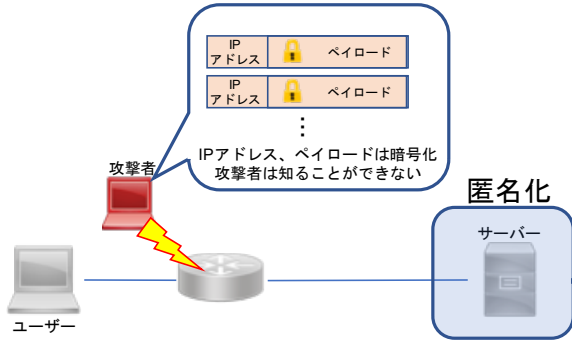 IP
アドレス
ペイロード
IP
アドレス
ペイロード
⋮
IPアドレス、ペイロードは暗号化
攻撃者は知ることができない
攻撃者
匿名化
サーバー
ユーザー